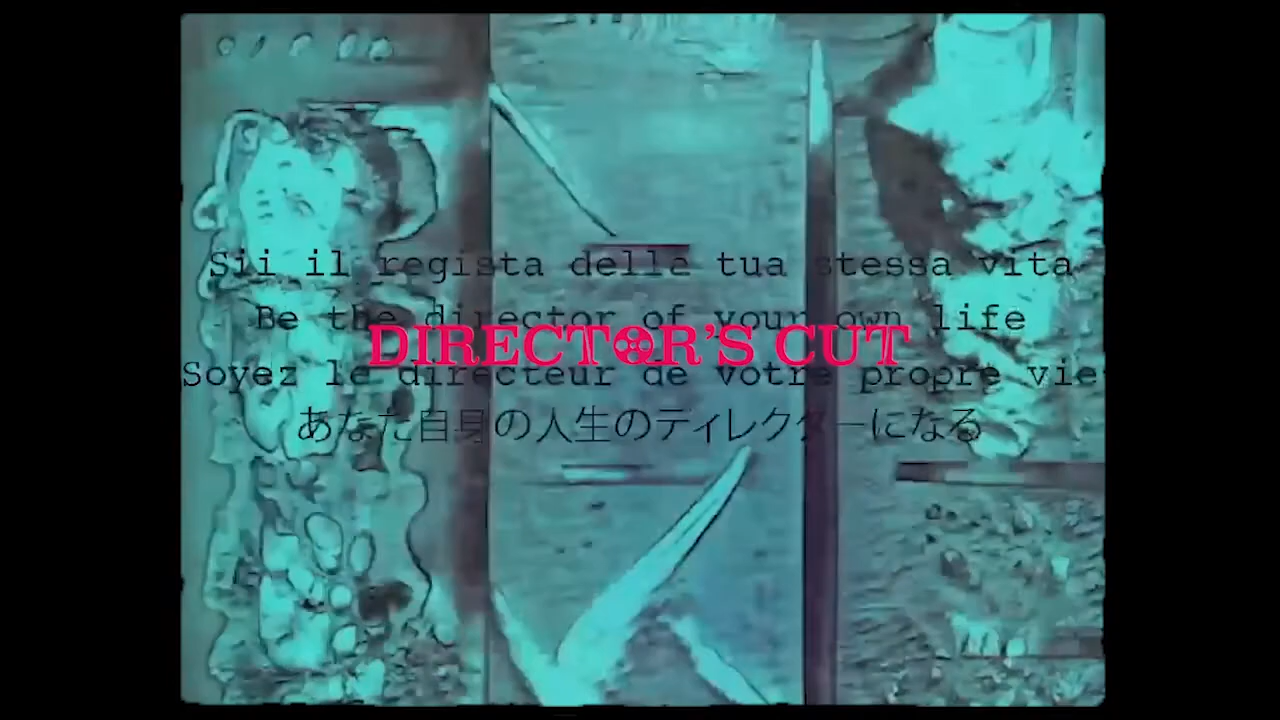 Sii il regista della tua stessa vita
Be the director of your own life
DIRECTOR'S CUT
Soyez le directeur de votre propre vie
あなた自身の人生のディレクターになる